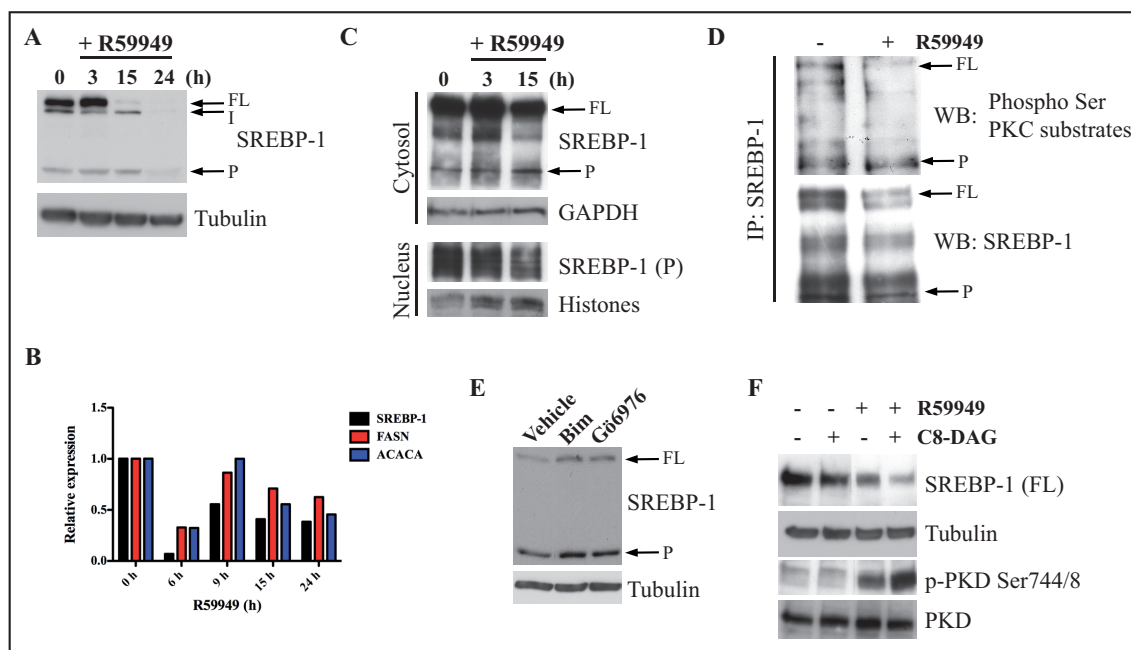 A
+ R59949
0 3 15 24 (h)
FL
I
SREBP-1
P
Tubulin
B
Relative expression
1.5
1.0
0.5
0.0
0 h 6 h 9 h 15 h 24 h
R59949 (h)
SREBP-1
FASN
ACACA
C
+ R59949
0 3 15 (h)
Cytosol
FL
SREBP-1
P
GAPDH
Nucleus
SREBP-1 (P)
Histones
D
- + R59949
IP: SREBP-1
FL
WB: Phospho Ser
PKC substrates
P
FL
WB: SREBP-1
P
E
Vehicle Bim Gö6976
FL
SREBP-1
P
Tubulin
F
- - + + R59949
- + - + C8-DAG
SREBP-1 (FL)
Tubulin
p-PKD Ser744/8
PKD